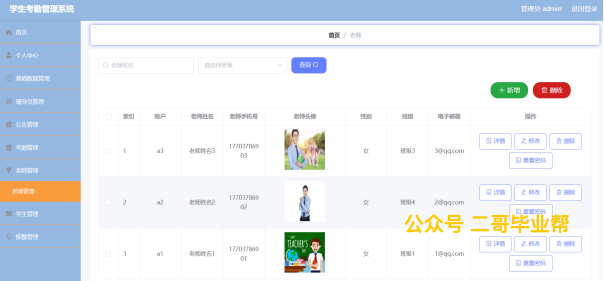 学生考勤管理系统
管理员 admin 退出登录
首页
个人中心
基础数据管理
辅导员管理
公告管理
考勤管理
老师管理
老师管理
学生管理
预警管理
首页 / 老师
老师姓名
请选择班级
查询
+ 新增
删除
索引 账户 老师姓名 老师手机号 老师头像 性别 班级 电子邮箱 操作
1 a3 老师姓名3 17703786903 女 班级3 3@qq.com 详情 修改 删除 重置密码
2 a2 老师姓名2 17703786902 女 班级4 2@qq.com 详情 修改 删除 重置密码
公众号 二哥毕业帮
3 a1 老师姓名1 17703786901 女 班级1 1@qq.com 详情 修改 删除 重置密码